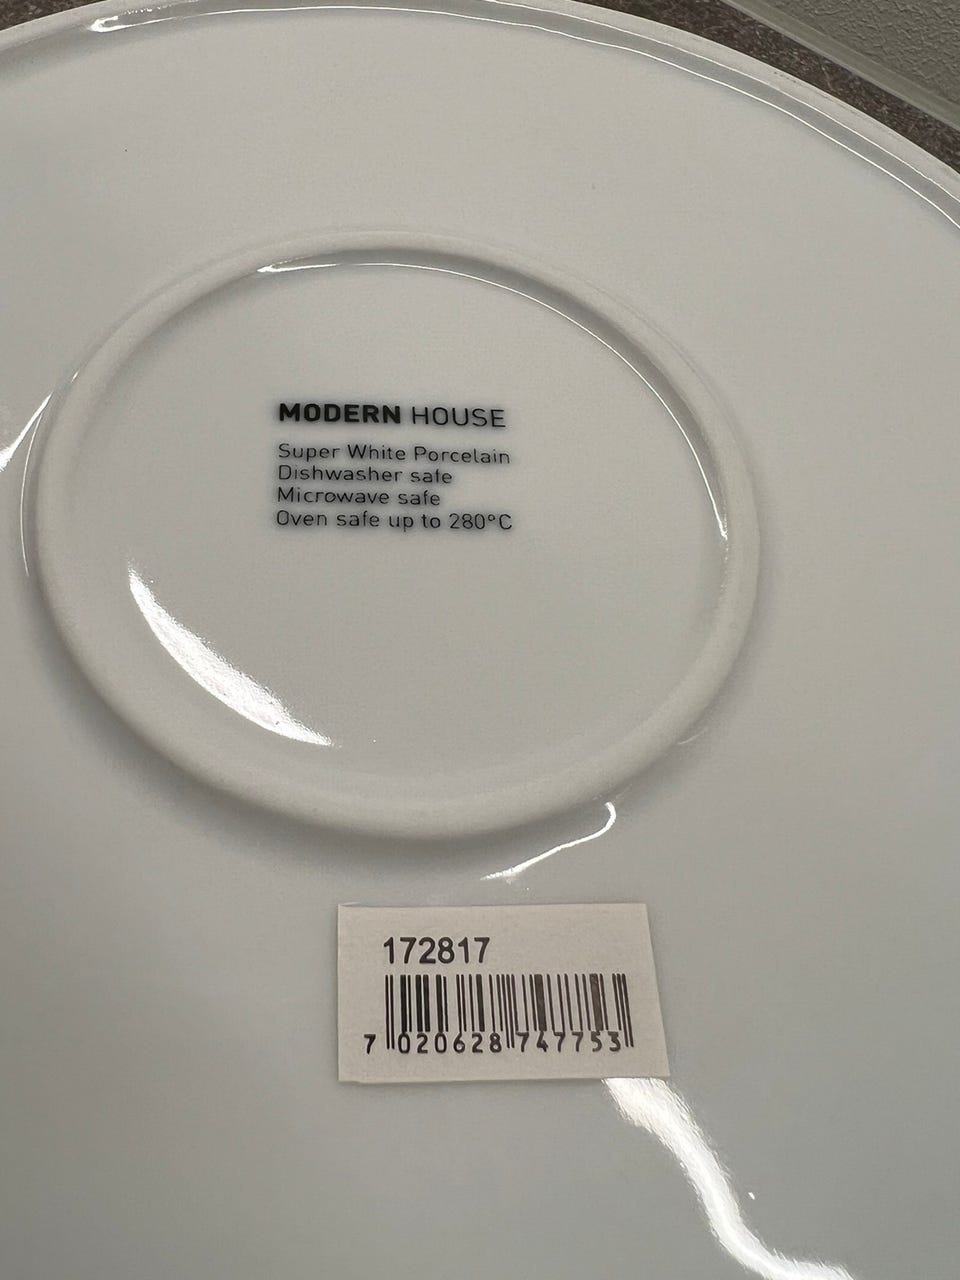 MODERN HOUSE
Super White Porcelain
Dishwasher safe
Microwave safe
Oven safe up to 280°C
172817
7 020628 747753